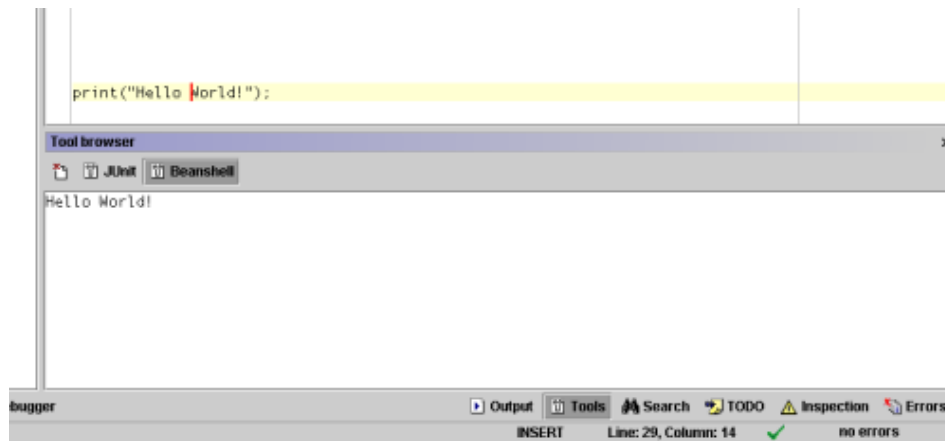 print("Hello World!");
Tool browser
JUnit Beanshell
Hello World!
bugger Output Tools Search TODO Inspection Errors
INSERT Line: 29, Column: 14 no errors